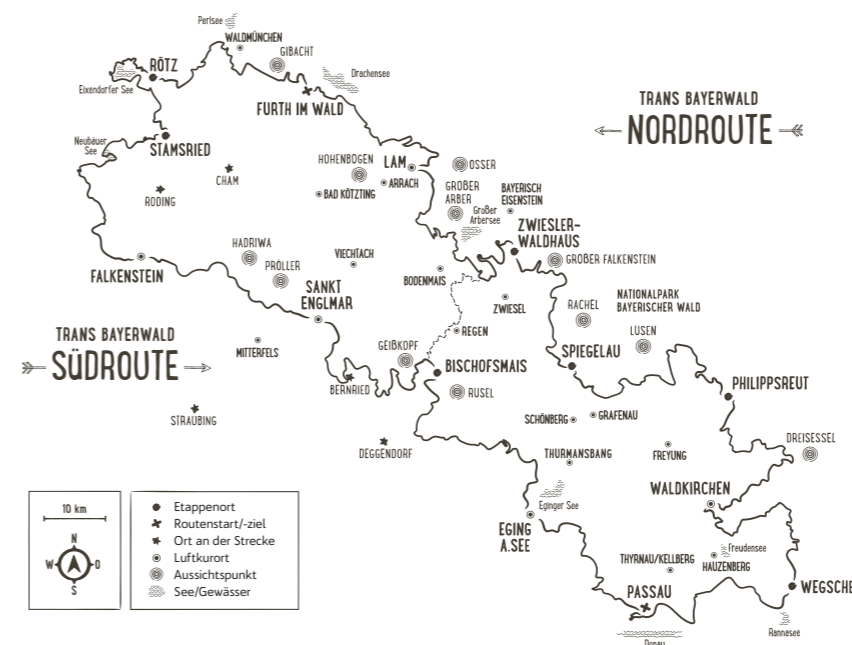 Perlsee
WALDMÜNCHEN
GIBACHT
RÖTZ
Drachensee
Eixendorfer See
FURTH IM WALD
TRANS BAYERWALD
NORDROUTE
Neubäuer
See
STAMSRIED
HOHENBOGEN
LAM
OSSER
CHAM
ARRACH
GROßER
ARBER
BAYERISCH
EISENSTEIN
RODING
BAD KÖTZTING
Großer
Arbersee
ZWIESLER-
WALDHAUS
HADRIWA
VIECHTACH
GROßER FALKENSTEIN
FALKENSTEIN
PRÖLLER
BODENMAIS
SANKT
ENGLMAR
ZWIESEL
RACHEL
NATIONALPARK
BAYERISCHER WALD
TRANS BAYERWALD
SÜDROUTE
REGEN
LUSEN
MITTERFELS
GEIßKOPF
SPIEGELAU
BISCHOFSMAIS
BERNRIED
RUSEL
PHILIPPSREUT
STRAUBING
SCHÖNBERG
GRAFENAU
DREISESSEL
DEGGENDORF
THURMANSBANG
FREYUNG
WALDKIRCHEN
10 km
N
W
O
S
Etappenort
Routenstart/-ziel
Ort an der Strecke
Luftkurort
Aussichtspunkt
See/Gewässer
Eginger See
EGING
A.SEE
Freudensee
THYRNAU/KELLBERG
HAUZENBERG
PASSAU
WEGSCHE
Rannasee
Donau